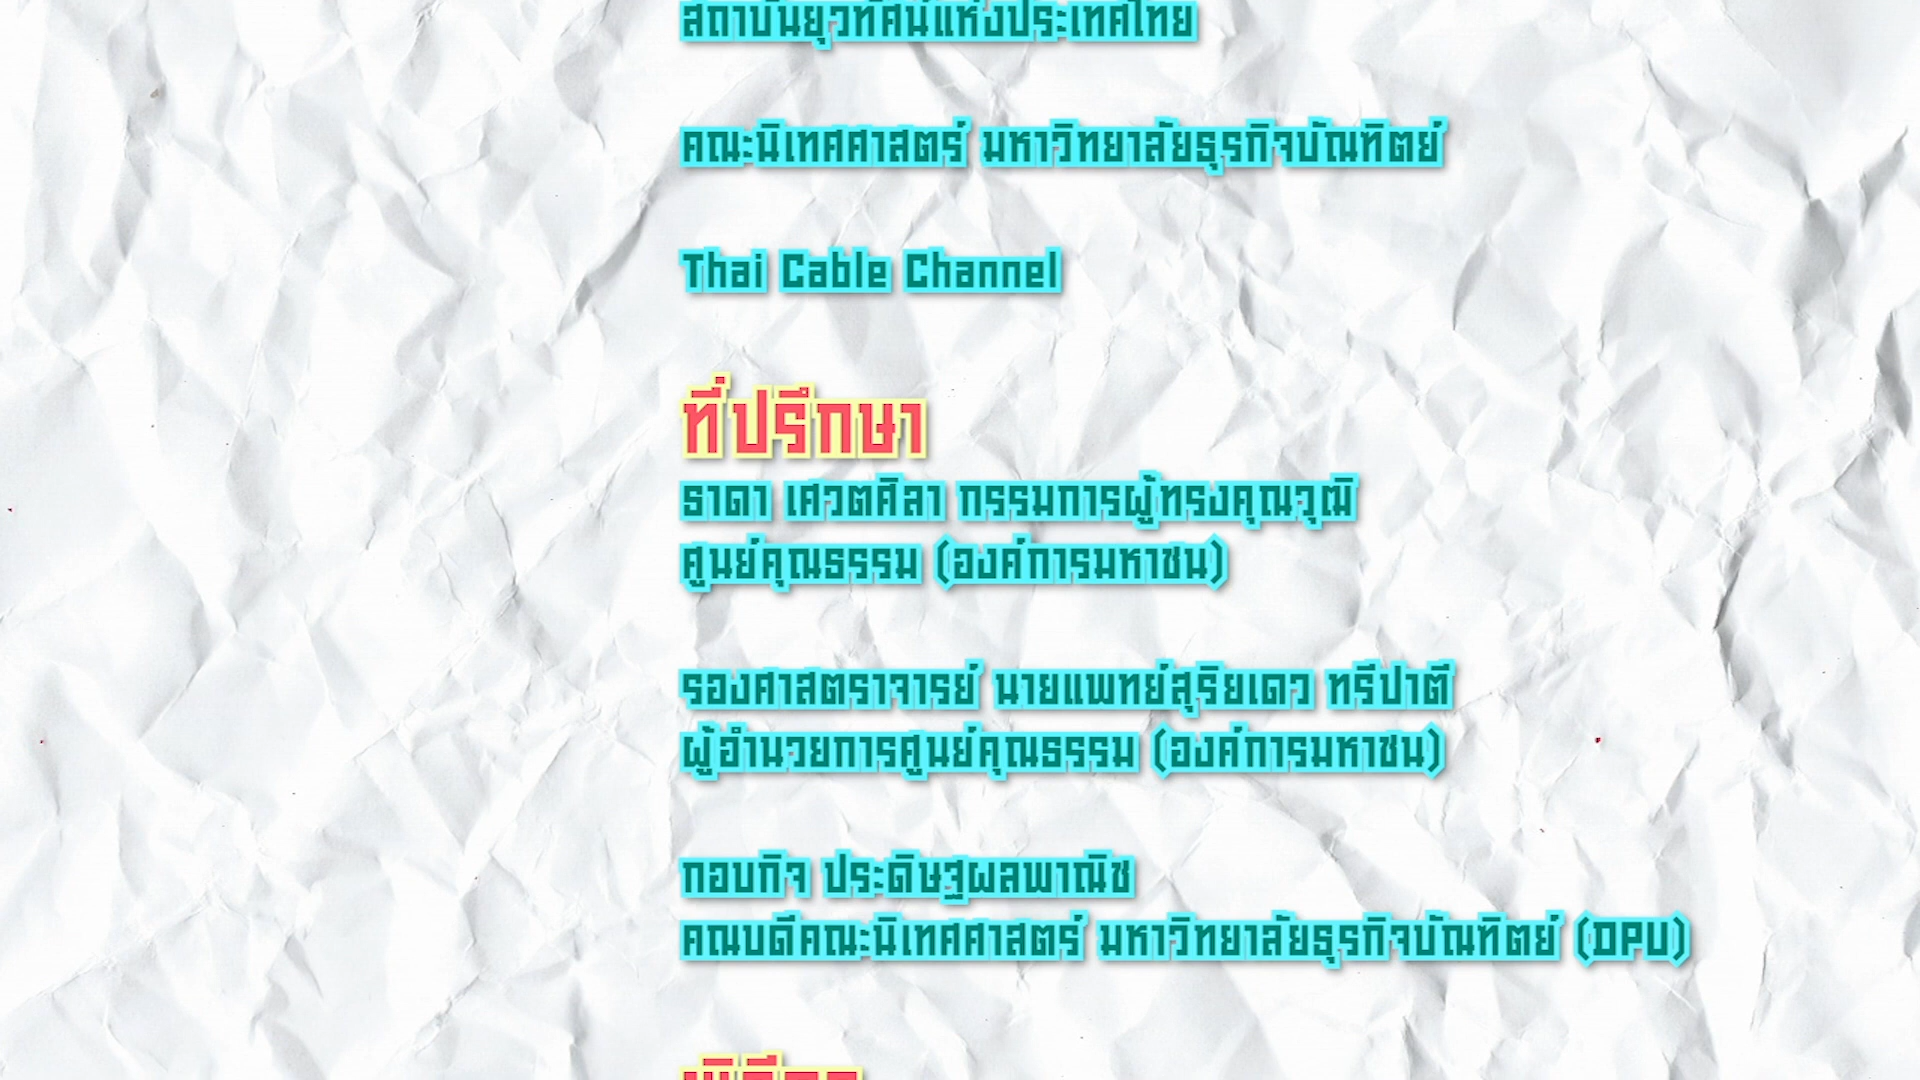 สถาบันยุวทัศน์แห่งประเทศไทย
คณะนิเทศศาสตร์ มหาวิทยาลัยธุรกิจบัณฑิตย์
Thai Cable Channel
ที่ปรึกษา
ธาดา เศวตศิลา กรรมการผู้ทรงคุณวุฒิ
ศูนย์คุณธรรม (องค์การมหาชน)
รองศาสตราจารย์ นายแพทย์สุริยเดว ทรีปาตี
ผู้อำนวยการศูนย์คุณธรรม (องค์การมหาชน)
กอบกิจ ประดิษฐผลพาณิช
คณบดีคณะนิเทศศาสตร์ มหาวิทยาลัยธุรกิจบัณฑิตย์ (DPU)